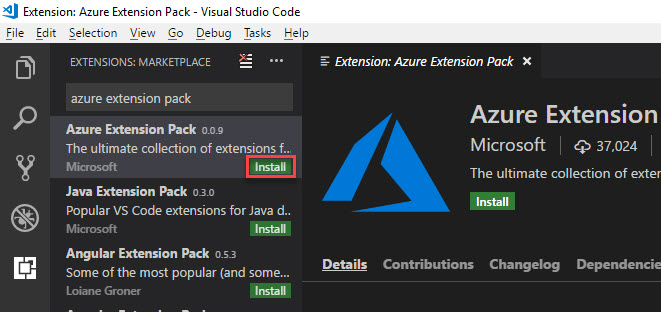 Extension: Azure Extension Pack - Visual Studio Code
File Edit Selection View Go Debug Tasks Help
EXTENSIONS: MARKETPLACE
azure extension pack
Azure Extension Pack 0.0.9
The ultimate collection of extensions f...
Microsoft Install
Java Extension Pack 0.3.0
Popular VS Code extensions for Java d...
Microsoft Install
Angular Extension Pack 0.5.3
Some of the most popular (and some...
Loiane Groner Install
Extension: Azure Extension Pack
Azure Extension
Microsoft 37,024
The ultimate collection of exten
Install
Details Contributions Changelog Dependencie